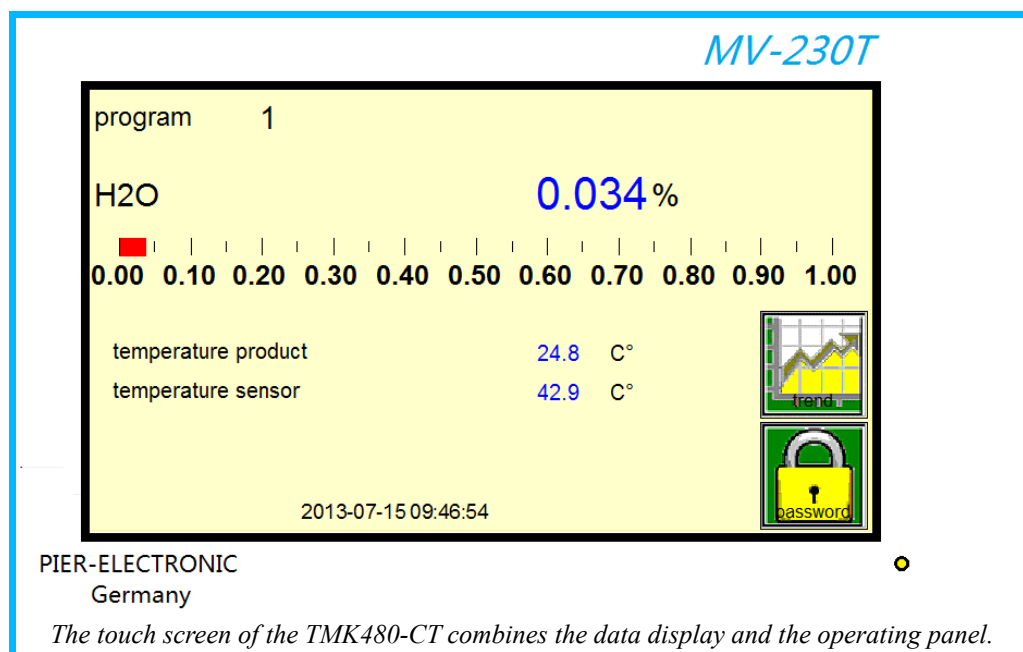 MV-230T
program 1
H2O 0.034 %
0.00 0.10 0.20 0.30 0.40 0.50 0.60 0.70 0.80 0.90 1.00
temperature product 24.8 C°
temperature sensor 42.9 C°
trend
password
2013-07-15 09:46:54
PIER-ELECTRONIC
Germany
The touch screen of the TMK480-CT combines the data display and the operating panel.